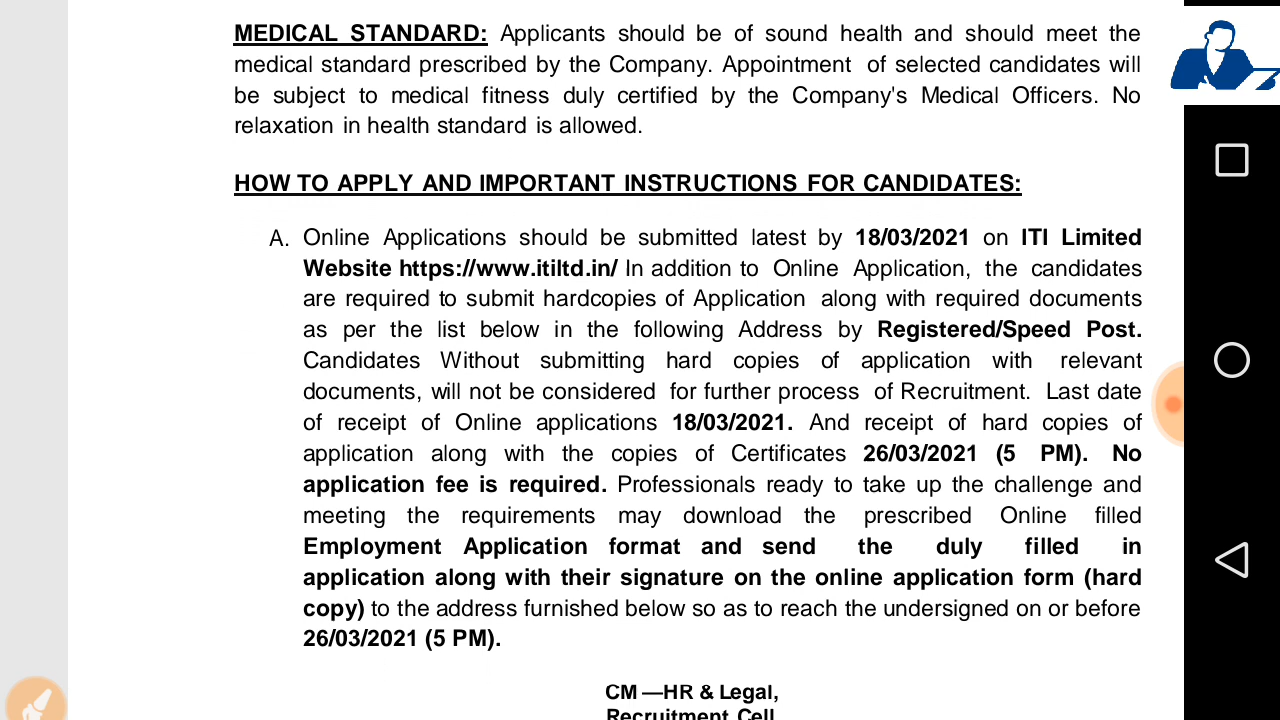 MEDICAL STANDARD: Applicants should be of sound health and should meet the
medical standard prescribed by the Company. Appointment of selected candidates will
be subject to medical fitness duly certified by the Company's Medical Officers. No
relaxation in health standard is allowed.
HOW TO APPLY AND IMPORTANT INSTRUCTIONS FOR CANDIDATES:
A. Online Applications should be submitted latest by 18/03/2021 on ITI Limited
Website https://www.itiltd.in/ In addition to Online Application, the candidates
are required to submit hardcopies of Application along with required documents
as per the list below in the following Address by Registered/Speed Post.
Candidates Without submitting hard copies of application with relevant
documents, will not be considered for further process of Recruitment. Last date
of receipt of Online applications 18/03/2021. And receipt of hard copies of
application along with the copies of Certificates 26/03/2021 (5 PM). No
application fee is required. Professionals ready to take up the challenge and
meeting the requirements may download the prescribed Online filled
Employment Application format and send the duly filled in
application along with their signature on the online application form (hard
copy) to the address furnished below so as to reach the undersigned on or before
26/03/2021 (5 PM).
CM —HR & Legal,
Recruitment Cell